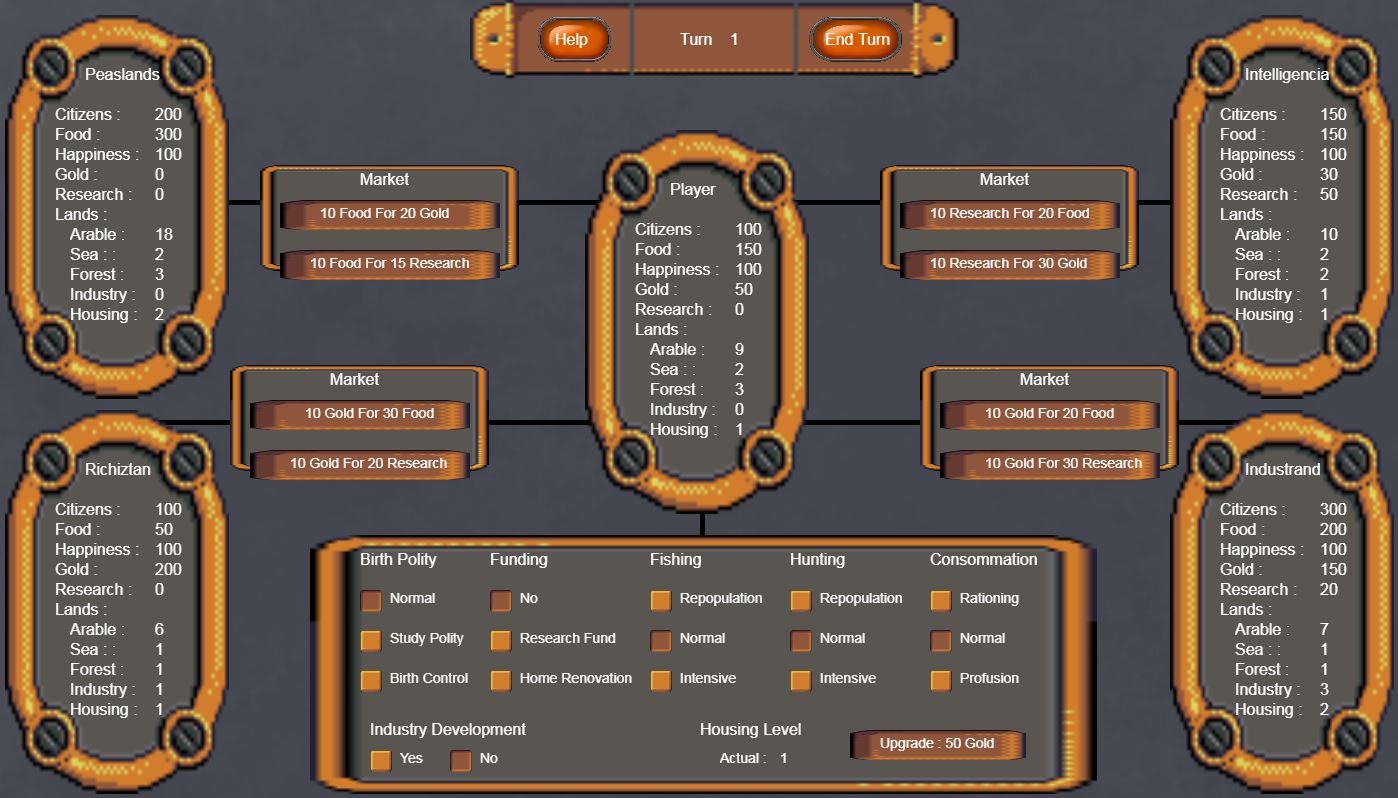 Help
Turn 1
End Turn
Peaslands
Citizens : 200
Food : 300
Happiness : 100
Gold : 0
Research : 0
Lands :
Arable : 18
Sea : : 2
Forest : 3
Industry : 0
Housing : 2
Market
10 Food For 20 Gold
10 Food For 15 Research
Player
Citizens : 100
Food : 150
Happiness : 100
Gold : 50
Research : 0
Lands :
Arable : 9
Sea : : 2
Forest : 3
Industry : 0
Housing : 1
Market
10 Research For 20 Food
10 Research For 30 Gold
Intelligencia
Citizens : 150
Food : 150
Happiness : 100
Gold : 30
Research : 50
Lands :
Arable : 10
Sea : : 2
Forest : 2
Industry : 1
Housing : 1
Market
10 Gold For 30 Food
10 Gold For 20 Research
Market
10 Gold For 20 Food
10 Gold For 30 Research
Richiztan
Citizens : 100
Food : 50
Happiness : 100
Gold : 200
Research : 0
Lands :
Arable : 6
Sea : : 1
Forest : 1
Industry : 1
Housing : 1
Industrand
Citizens : 300
Food : 200
Happiness : 100
Gold : 150
Research : 20
Lands :
Arable : 7
Sea : : 1
Forest : 1
Industry : 3
Housing : 2
Birth Polity
Normal
Study Polity
Birth Control
Funding
No
Research Fund
Home Renovation
Fishing
Repopulation
Normal
Intensive
Hunting
Repopulation
Normal
Intensive
Consommation
Rationing
Normal
Profusion
Industry Development
Yes No
Housing Level
Actual : 1
Upgrade : 50 Gold